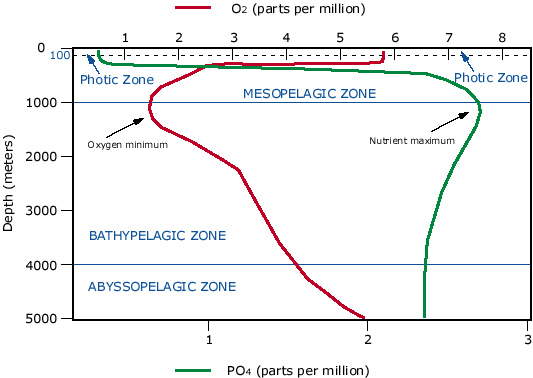 O2 (parts per million)
1 2 3 4 5 6 7 8
0
100
Photic Zone
Photic Zone
MESOPELAGIC ZONE
1000
Oxygen minimum
Nutrient maximum
2000
Depth (meters)
3000
BATHYPELAGIC ZONE
4000
ABYSSOPELAGIC ZONE
5000
1 2 3
PO4 (parts per million)